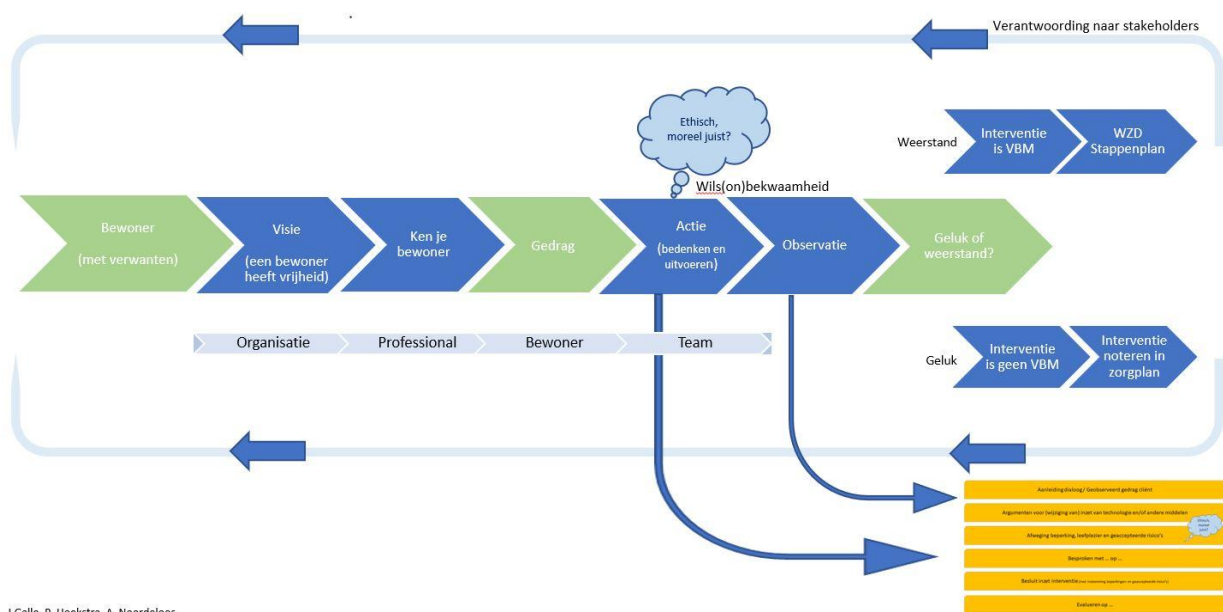 Verantwoording naar stakeholders
Ethisch,
moreel juist?
Weerstand
Interventie
is VBM
WZD
Stappenplan
Wils(on)bekwaamheid
Bewoner
(met verwanten)
Visie
(een bewoner
heeft vrijheid)
Ken je
bewoner
Gedrag
Actie
(bedenken en
uitvoeren)
Observatie
Geluk of
weerstand?
Organisatie
Professional
Bewoner
Team
Geluk
Interventie
is geen VBM
Interventie
noteren in
zorgplan
Aanleiding dialoog / Geobserveerd gedrag cliënt
Argumenten voor (wijziging van) inzet van technologie en/of andere middelen
Ethisch,
moreel
juist?
Afweging beperking, leefplezier en geaccepteerde risico's
Besproken met ... op ...
Besluit inzet interventie
Evalueren op ...